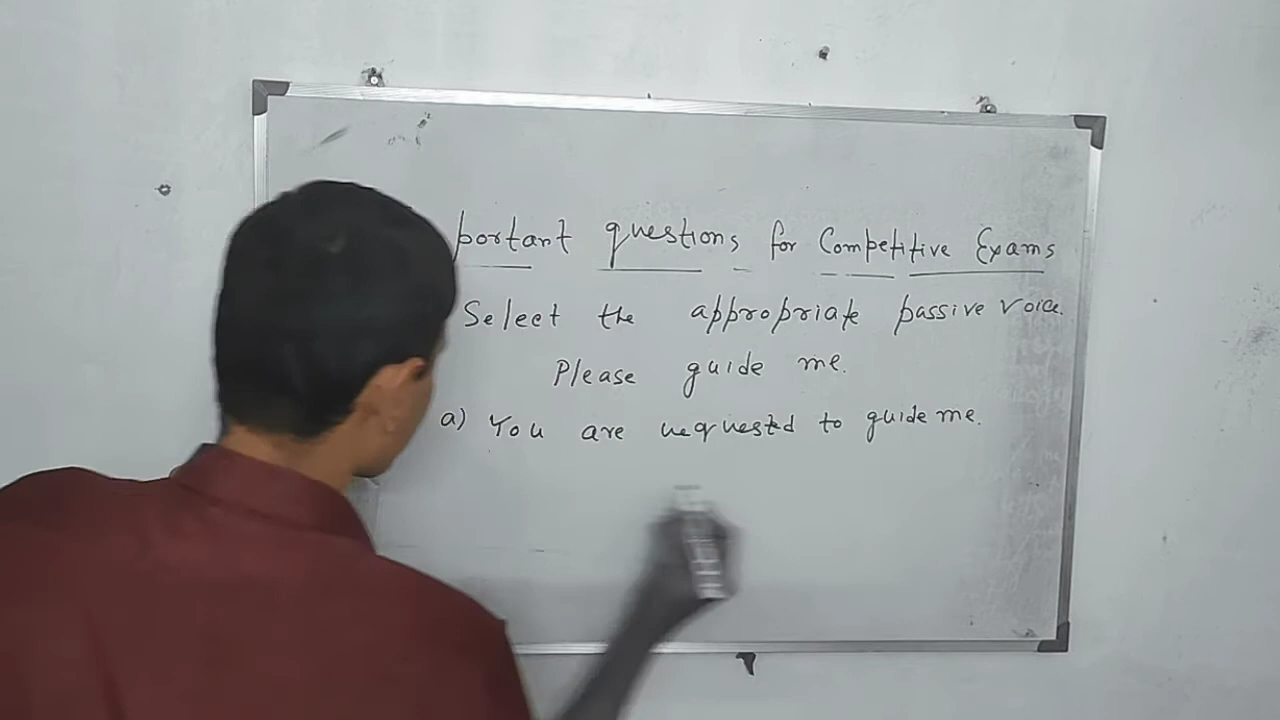 portant questions for Competitive Exams
Select the appropriate passive voice.
Please guide me.
a) You are requested to guide me.